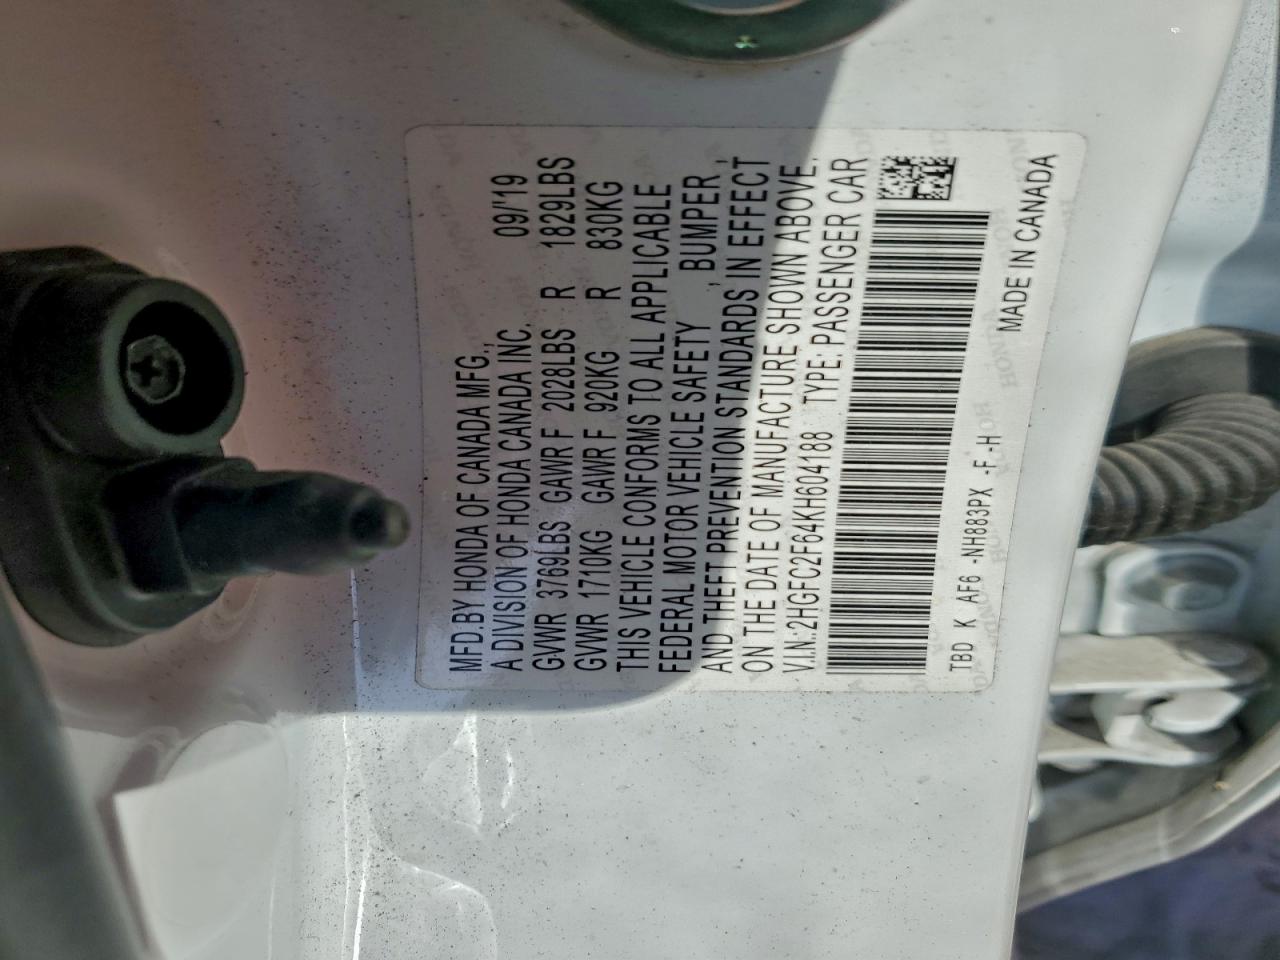 MFD.BY HONDA OF CANADA MFG.,
A DIVISION OF HONDA CANADA INC. 09/'19
GVWR 3769LBS GAWR F 2028LBS R 1829LBS
GVWR 1710KG GAWR F 920KG R 830KG
THIS VEHICLE CONFORMS TO ALL APPLICABLE
FEDERAL MOTOR VEHICLE SAFETY , BUMPER ,
AND THEFT PREVENTION STANDARDS IN EFFECT
ON THE DATE OF MANUFACTURE SHOWN ABOVE.
V.I.N.:2HGFC2F64KH604188 TYPE: PASSENGER CAR
TBD K AF6 -NH883PX -F-H MADE IN CANADA